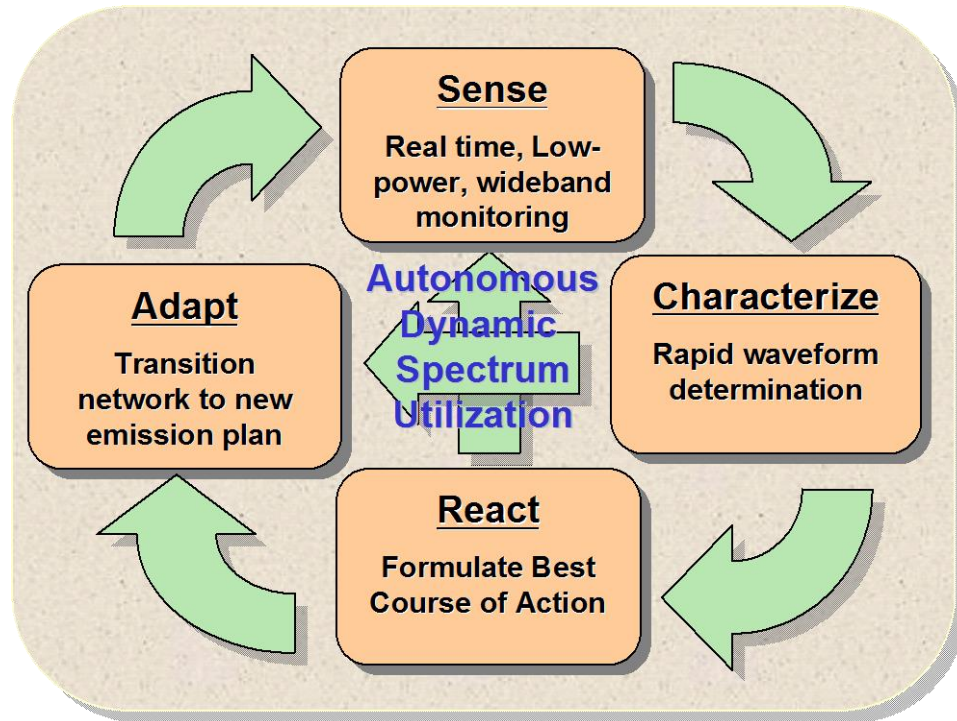 Sense
Real time, Low-
power, wideband
monitoring
Autonomous
Dynamic
Spectrum
Utilization
Characterize
Rapid waveform
determination
React
Formulate Best
Course of Action
Adapt
Transition
network to new
emission plan